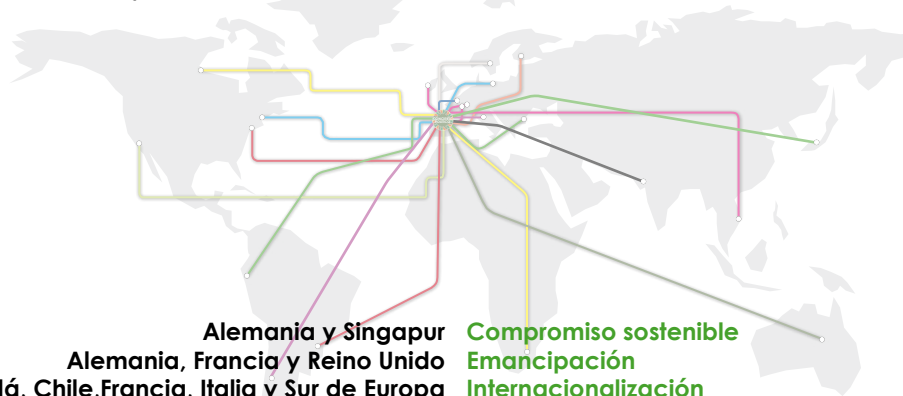 Alemania y Singapur Compromiso sostenible
Alemania, Francia y Reino Unido Emancipación
Chile,Francia, Italia y Sur de Europa Internacionalización